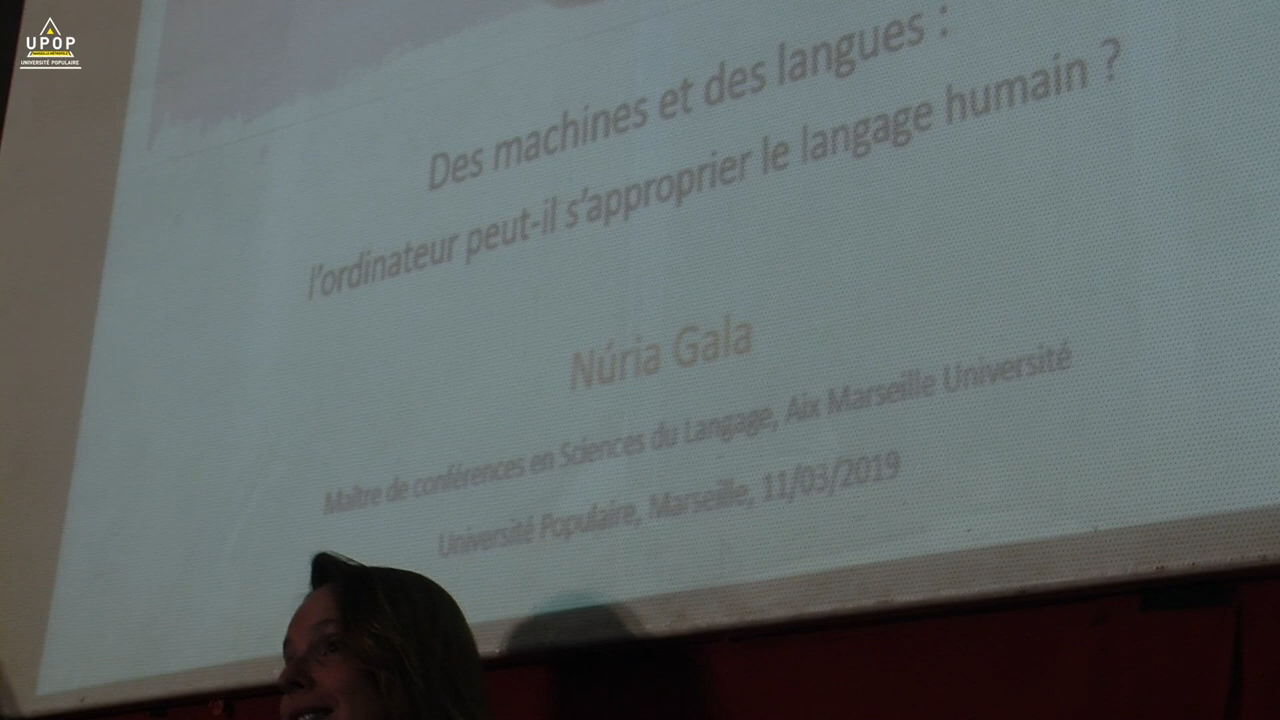 UPOP
UNIVERSITÉ POPULAIRE
Des machines et des langues :
l'ordinateur peut-il s'approprier le langage humain ?
Núria Gala
Maître de conférences en Sciences du Langage, Aix Marseille Université
Université Populaire, Marseille, 11/03/2019